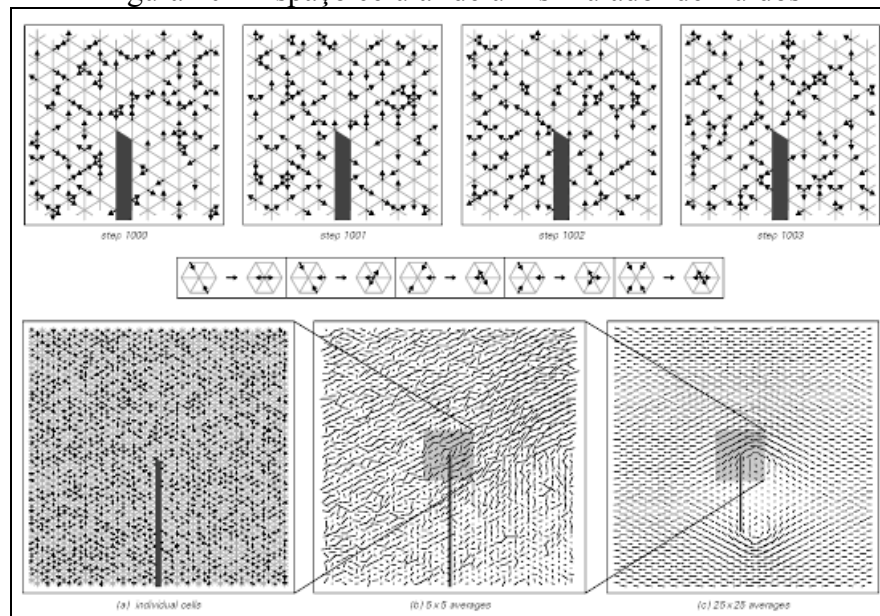 step 1000
step 1001
step 1002
step 1003
(a) individual cells
(b) 5×5 averages
(c) 25×25 averages